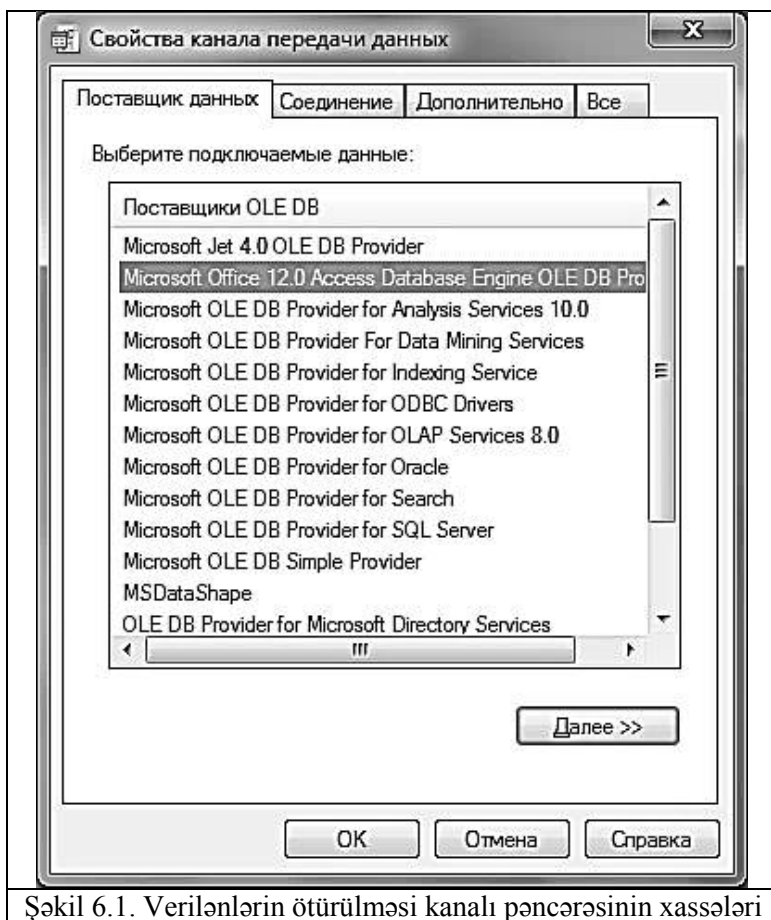 Свойства канала передачи данных
Поставщик данных Соединение Дополнительно Все
Выберите подключаемые данные:
Поставщики OLE DB
Microsoft Jet 4.0 OLE DB Provider
Microsoft Office 12.0 Access Database Engine OLE DB Pro
Microsoft OLE DB Provider for Analysis Services 10.0
Microsoft OLE DB Provider For Data Mining Services
Microsoft OLE DB Provider for Indexing Service
Microsoft OLE DB Provider for ODBC Drivers
Microsoft OLE DB Provider for OLAP Services 8.0
Microsoft OLE DB Provider for Oracle
Microsoft OLE DB Provider for Search
Microsoft OLE DB Provider for SQL Server
Microsoft OLE DB Simple Provider
MSDataShape
OLE DB Provider for Microsoft Directory Services
Далее >>
ОК Отмена Справка
Şəkil 6.1. Verilənlərin ötürülməsi kanalı pəncərəsinin xassələri